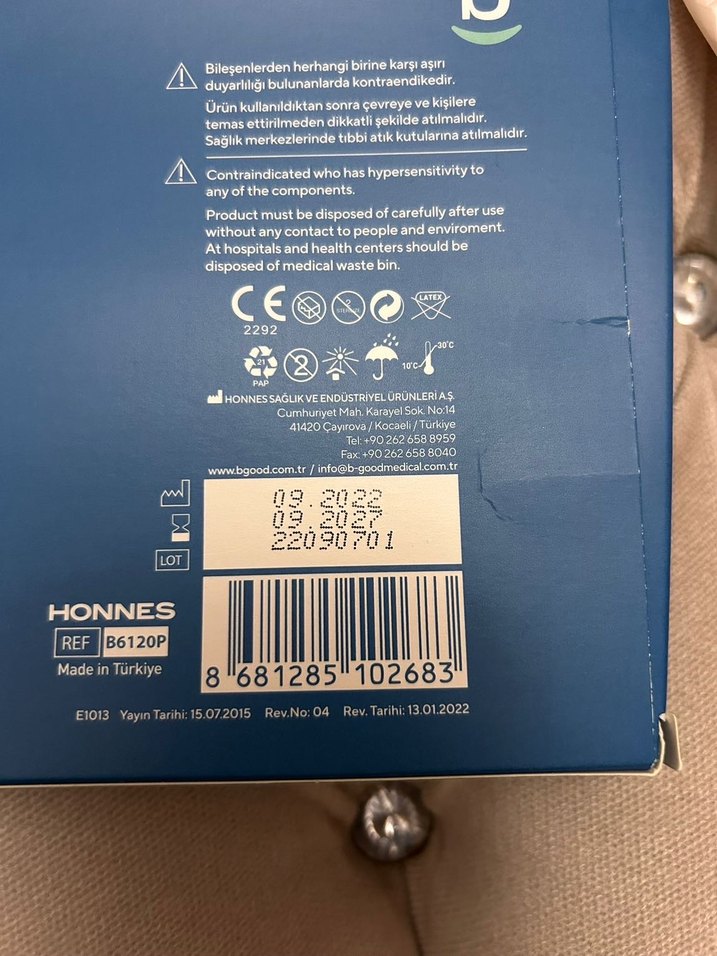 b
Bileşenlerden herhangi birine karşı aşırı
duyarlılığı bulunanlarda kontraendikedir.
Ürün kullanıldıktan sonra çevreye ve kişilere
temas ettirilmeden dikkatli şekilde atılmalıdır.
Sağlık merkezlerinde tıbbi atık kutularına atılmalıdır.
Contraindicated who has hypersensitivity to
any of the components.
Product must be disposed of carefully after use
without any contact to people and enviroment.
At hospitals and health centers should be
disposed of medical waste bin.
CE
2292
2
STERILIZE
LATEX
21
PAP
2
10°C
30°C
HONNES SAĞLIK VE ENDÜSTRİYEL ÜRÜNLERİ A.Ş.
Cumhuriyet Mah. Karayel Sok. No:14
41420 Çayırova / Kocaeli / Türkiye
Tel: +90 262 658 8959
Fax: +90 262 658 8040
www.bgood.com.tr / info@b-goodmedical.com.tr
09.2022
09.2027
LOT
22090701
HONNES
REF B6120P
Made in Türkiye
8 681285 102683
E1013 Yayın Tarihi: 15.07.2015 Rev.No: 04 Rev. Tarihi: 13.01.2022